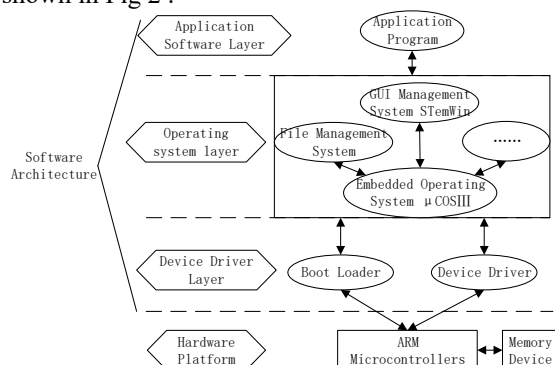 shown in Fig 2 .
Application
Software Layer
Application
Program
GUI Management
System STemWin
Operating
system layer
File Management
System
......
Software
Architecture
Embedded Operating
System μCOSIII
Device Driver
Layer
Boot Loader
Device Driver
Hardware
Platform
ARM
Microcontrollers
Memory
Device